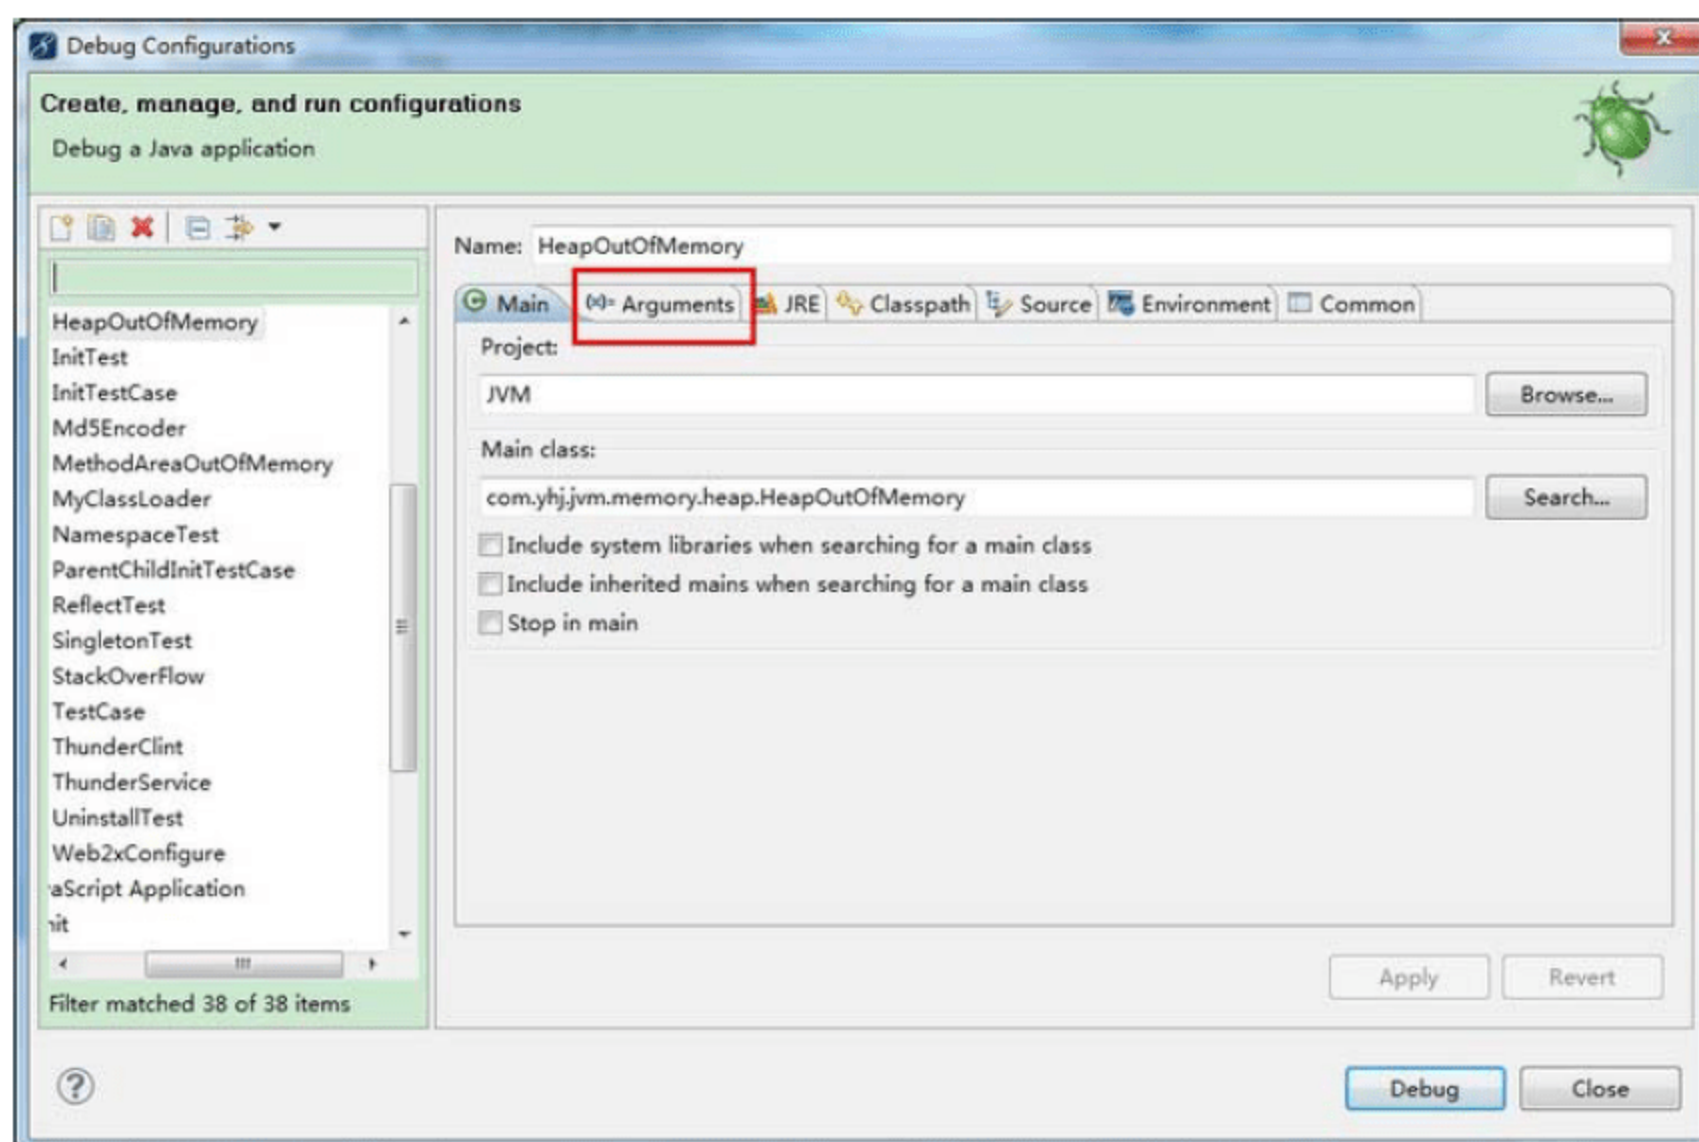 Debug Configurations
Create, manage, and run configurations
Debug a Java application
Name: HeapOutOfMemory
Main (x)= Arguments JRE Classpath Source Environment Common
HeapOutOfMemory
InitTest
InitTestCase
Md5Encoder
MethodAreaOutOfMemory
MyClassLoader
NamespaceTest
ParentChildInitTestCase
ReflectTest
SingletonTest
StackOverFlow
TestCase
ThunderClint
ThunderService
UninstallTest
Web2xConfigure
aScript Application
nit
Filter matched 38 of 38 items
Project:
JVM
Browse...
Main class:
com.yhj.jvm.memory.heap.HeapOutOfMemory
Search...
Include system libraries when searching for a main class
Include inherited mains when searching for a main class
Stop in main
Apply Revert
Debug Close